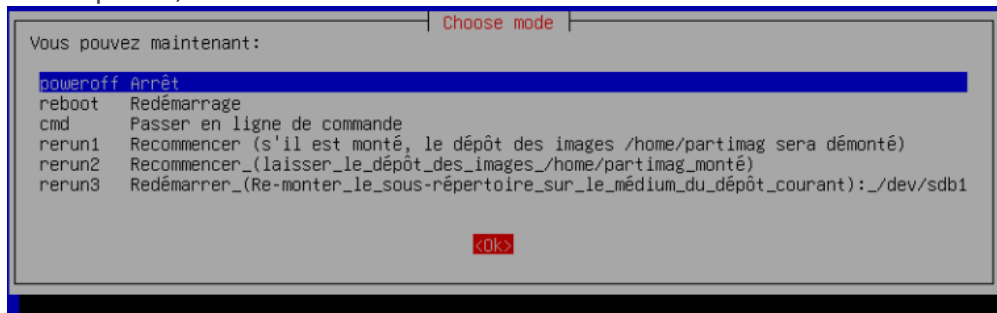 Choose mode
Vous pouvez maintenant:
poweroff Arrêt
reboot Redémarrage
cmd Passer en ligne de commande
rerun1 Recommencer (s'il est monté, le dépôt des images /home/partimag sera démonté)
rerun2 Recommencer_(laisser_le_dépôt_des_images_/home/partimag_monté)
rerun3 Redémarrer_(Re-monter_le_sous-répertoire_sur_le_médium_du_dépôt_courant):_/dev/sdb1
<Ok>